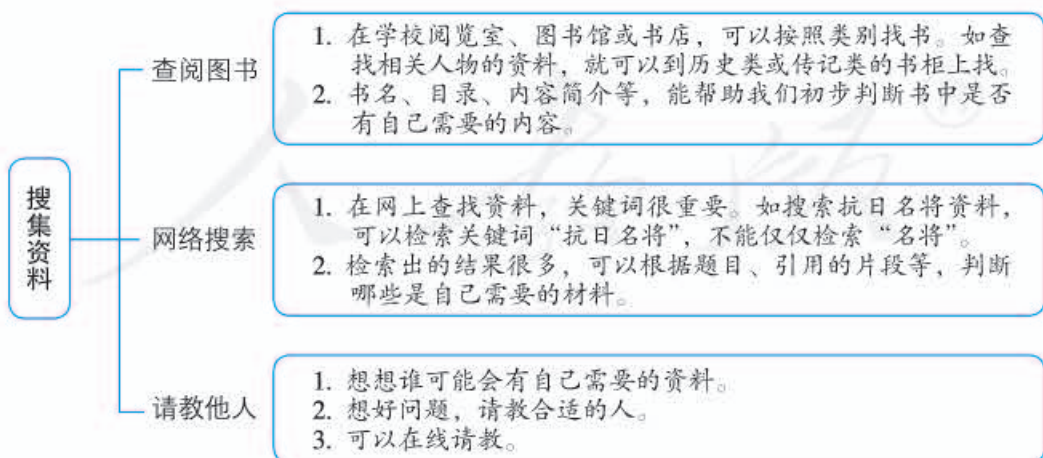 搜集资料
查阅图书
1. 在学校阅览室、图书馆或书店，可以按照类别找书。如查
找相关人物的资料，就可以到历史类或传记类的书柜上找。
2. 书名、目录、内容简介等，能帮助我们初步判断书中是否
有自己需要的内容。
网络搜索
1. 在网上查找资料，关键词很重要。如搜索抗日名将资料，
可以检索关键词“抗日名将”，不能仅仅检索“名将”。
2. 检索出的结果很多，可以根据题目、引用的片段等，判断
哪些是自己需要的材料。
请教他人
1. 想想谁可能会有自己需要的资料。
2. 想好问题，请教合适的人。
3. 可以在线请教。